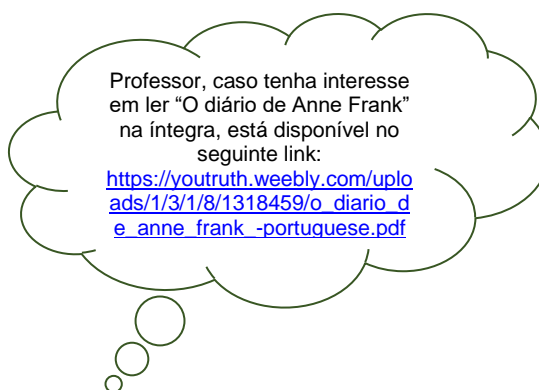 Professor, caso tenha interesse
em ler “O diário de Anne Frank”
na íntegra, está disponível no
seguinte link:
https://youtruth.weebly.com/uplo
ads/1/3/1/8/1318459/o_diario_d
e_anne_frank_-portuguese.pdf